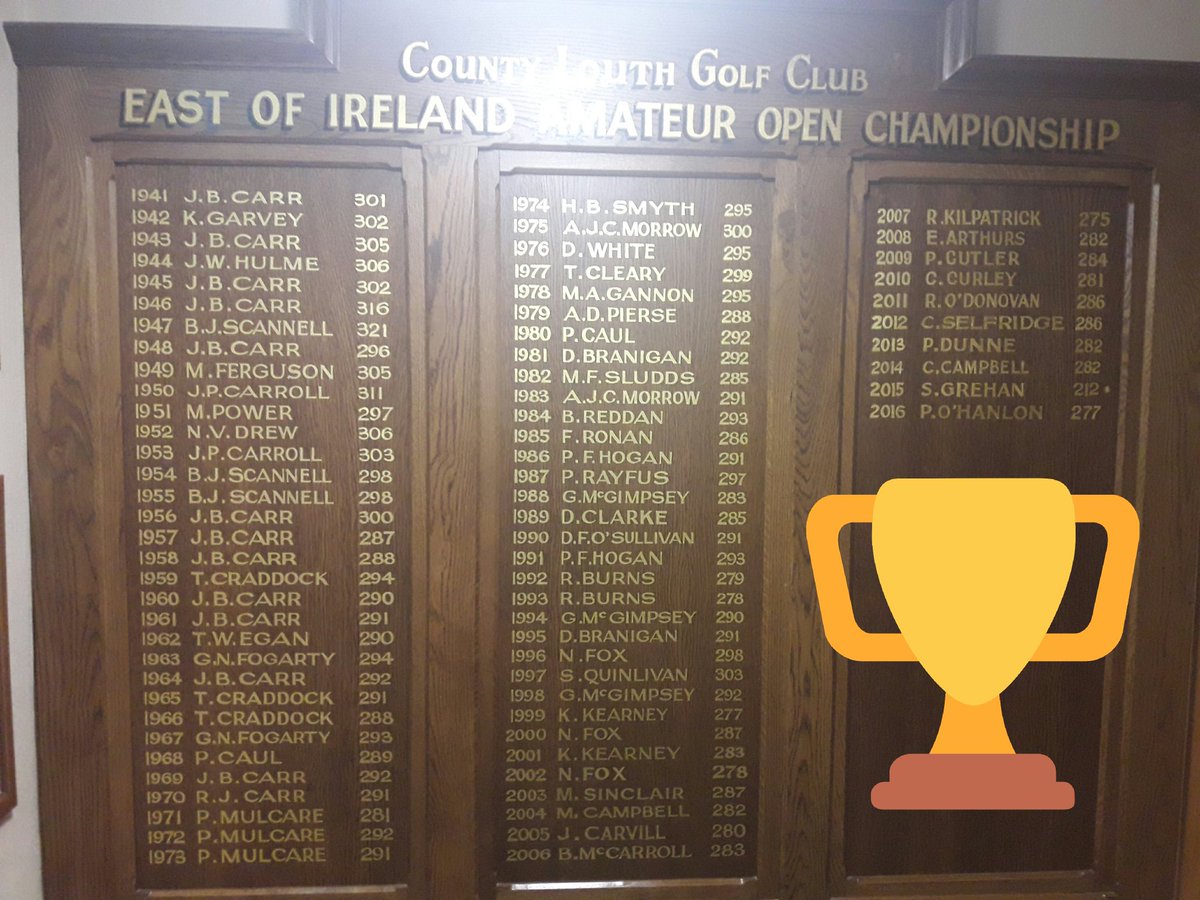 COUNTY LOUTH GOLF CLUB
EAST OF IRELAND AMATEUR OPEN CHAMPIONSHIP
1941 J.B.CARR 301
1942 K.GARVEY 302
1943 J.B.CARR 305
1944 J.W.HULME 306
1945 J.B.CARR 302
1946 J.B.CARR 316
1947 B.J.SCANNELL 321
1948 J.B.CARR 296
1949 M.FERGUSON 305
1950 J.P.CARROLL 311
1951 M.POWER 297
1952 N.V.DREW 306
1953 J.P.CARROLL 303
1954 B.J.SCANNELL 298
1955 B.J.SCANNELL 298
1956 J.B.CARR 300
1957 J.B.CARR 287
1958 J.B.CARR 288
1959 T.CRADDOCK 294
1960 J.B.CARR 290
1961 J.B.CARR 291
1962 T.W.EGAN 290
1963 G.N.FOGARTY 294
1964 J.B.CARR 292
1965 T.CRADDOCK 291
1966 T.CRADDOCK 288
1967 G.N.FOGARTY 293
1968 P.CAUL 289
1969 J.B.CARR 292
1970 R.J.CARR 291
1971 P.MULCARE 281
1972 P.MULCARE 292
1973 P.MULCARE 291
1974 H.B.SMYTH 295
1975 A.J.C.MORROW 300
1976 D.WHITE 295
1977 T.CLEARY 299
1978 M.A.GANNON 295
1979 A.D.PIERSE 288
1980 P.CAUL 292
1981 D.BRANIGAN 292
1982 M.F.SLUDDS 285
1983 A.J.C.MORROW 291
1984 B.REDDAN 293
1985 F.RONAN 286
1986 P.F.HOGAN 291
1987 P.RAYFUS 297
1988 G.McGIMPSEY 283
1989 D.CLARKE 285
1990 D.F.O'SULLIVAN 291
1991 P.F.HOGAN 293
1992 R.BURNS 279
1993 R.BURNS 278
1994 G.McGIMPSEY 290
1995 D.BRANIGAN 291
1996 N.FOX 298
1997 S.QUINLIVAN 303
1998 G.McGIMPSEY 292
1999 K.KEARNEY 277
2000 N.FOX 287
2001 K.KEARNEY 283
2002 N.FOX 278
2003 M.SINCLAIR 287
2004 M.CAMPBELL 282
2005 J.CARVILL 280
2006 B.McCARROLL 283
2007 R.KILPATRICK 275
2008 E.ARTHURS 282
2009 P.CUTLER 284
2010 C.CURLEY 281
2011 R.O'DONOVAN 286
2012 C.SELFRIDGE 286
2013 P.DUNNE 282
2014 C.CAMPBELL 282
2015 S.GREHAN 212*
2016 P.O'HANLON 277